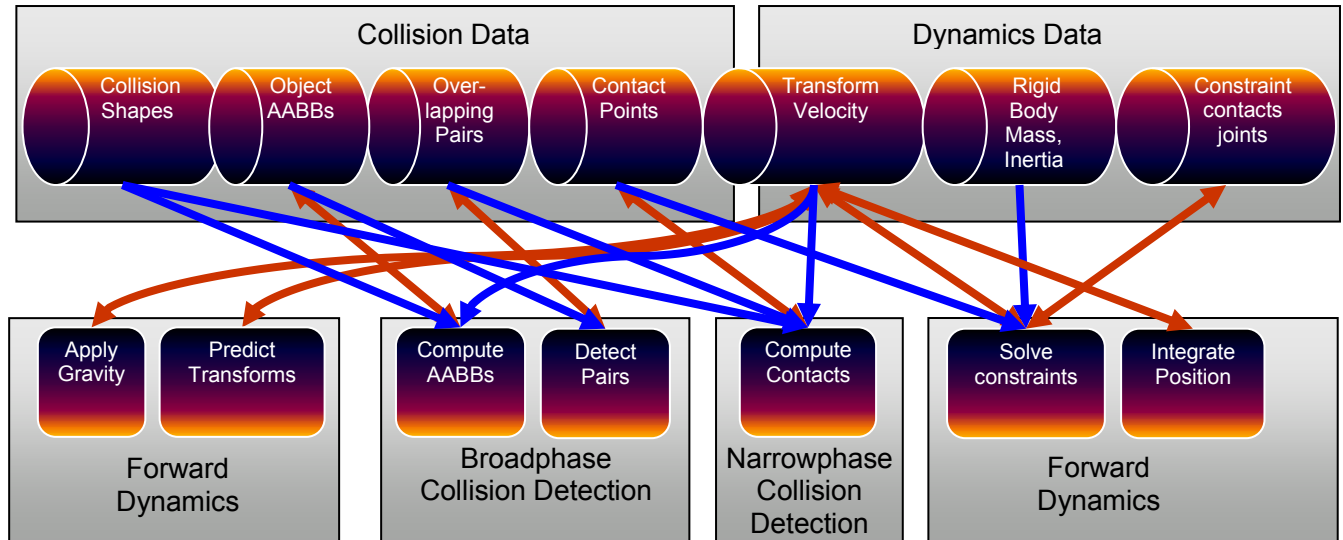 Collision Data
Dynamics Data
Collision
Shapes
Object
AABBs
Over-
lapping
Pairs
Contact
Points
Transform
Velocity
Rigid
Body
Mass,
Inertia
Constraint
contacts
joints
Apply
Gravity
Predict
Transforms
Compute
AABBs
Detect
Pairs
Compute
Contacts
Solve
constraints
Integrate
Position
Forward
Dynamics
Broadphase
Collision Detection
Narrowphase
Collision
Detection
Forward
Dynamics